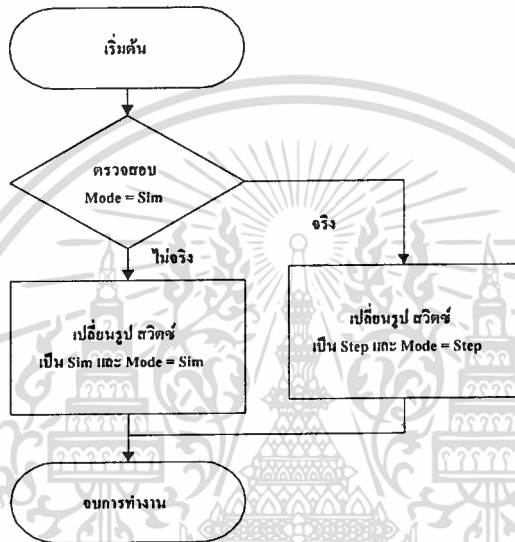 เริ่มต้น
ตรวจสอบ
Mode = Sim
จริง
ไม่จริง
เปลี่ยนรูป สวิตช์
เป็น Sim และ Mode = Sim
เปลี่ยนรูป สวิตช์
เป็น Step และ Mode = Step
จบการทำงาน